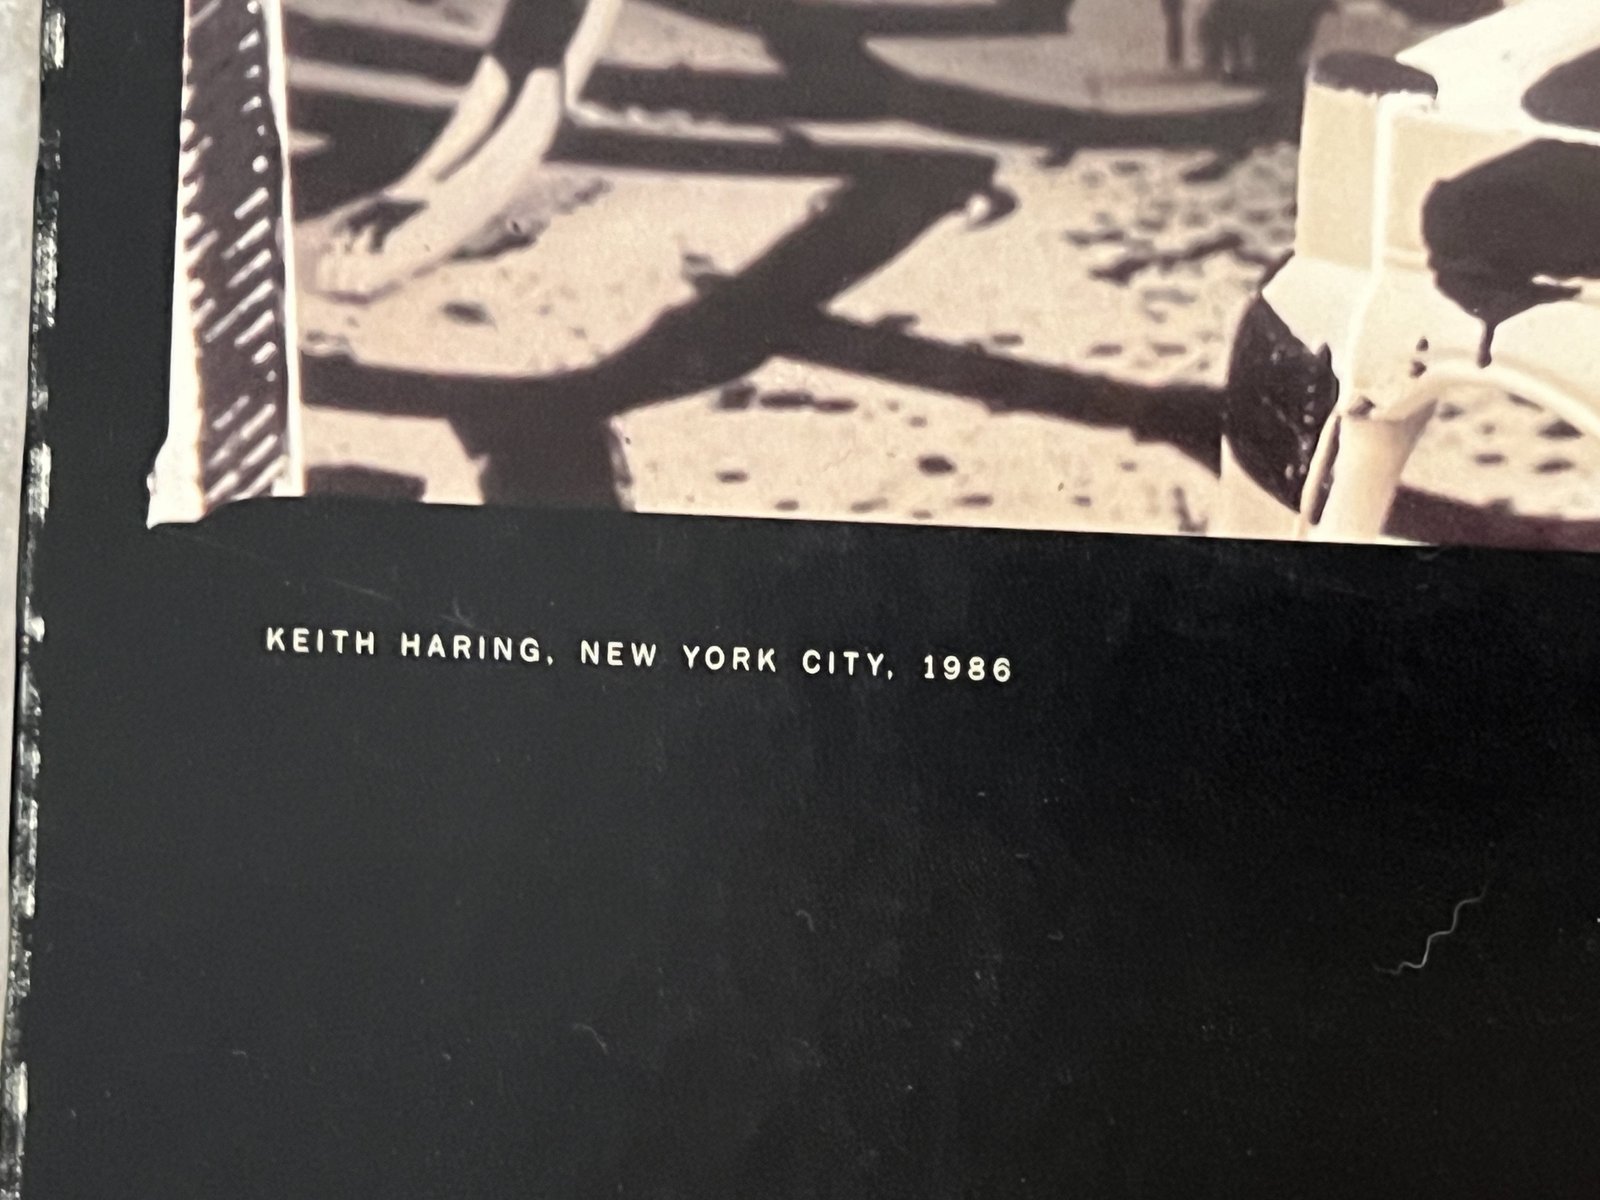 KEITH HARING, NEW YORK CITY, 1986